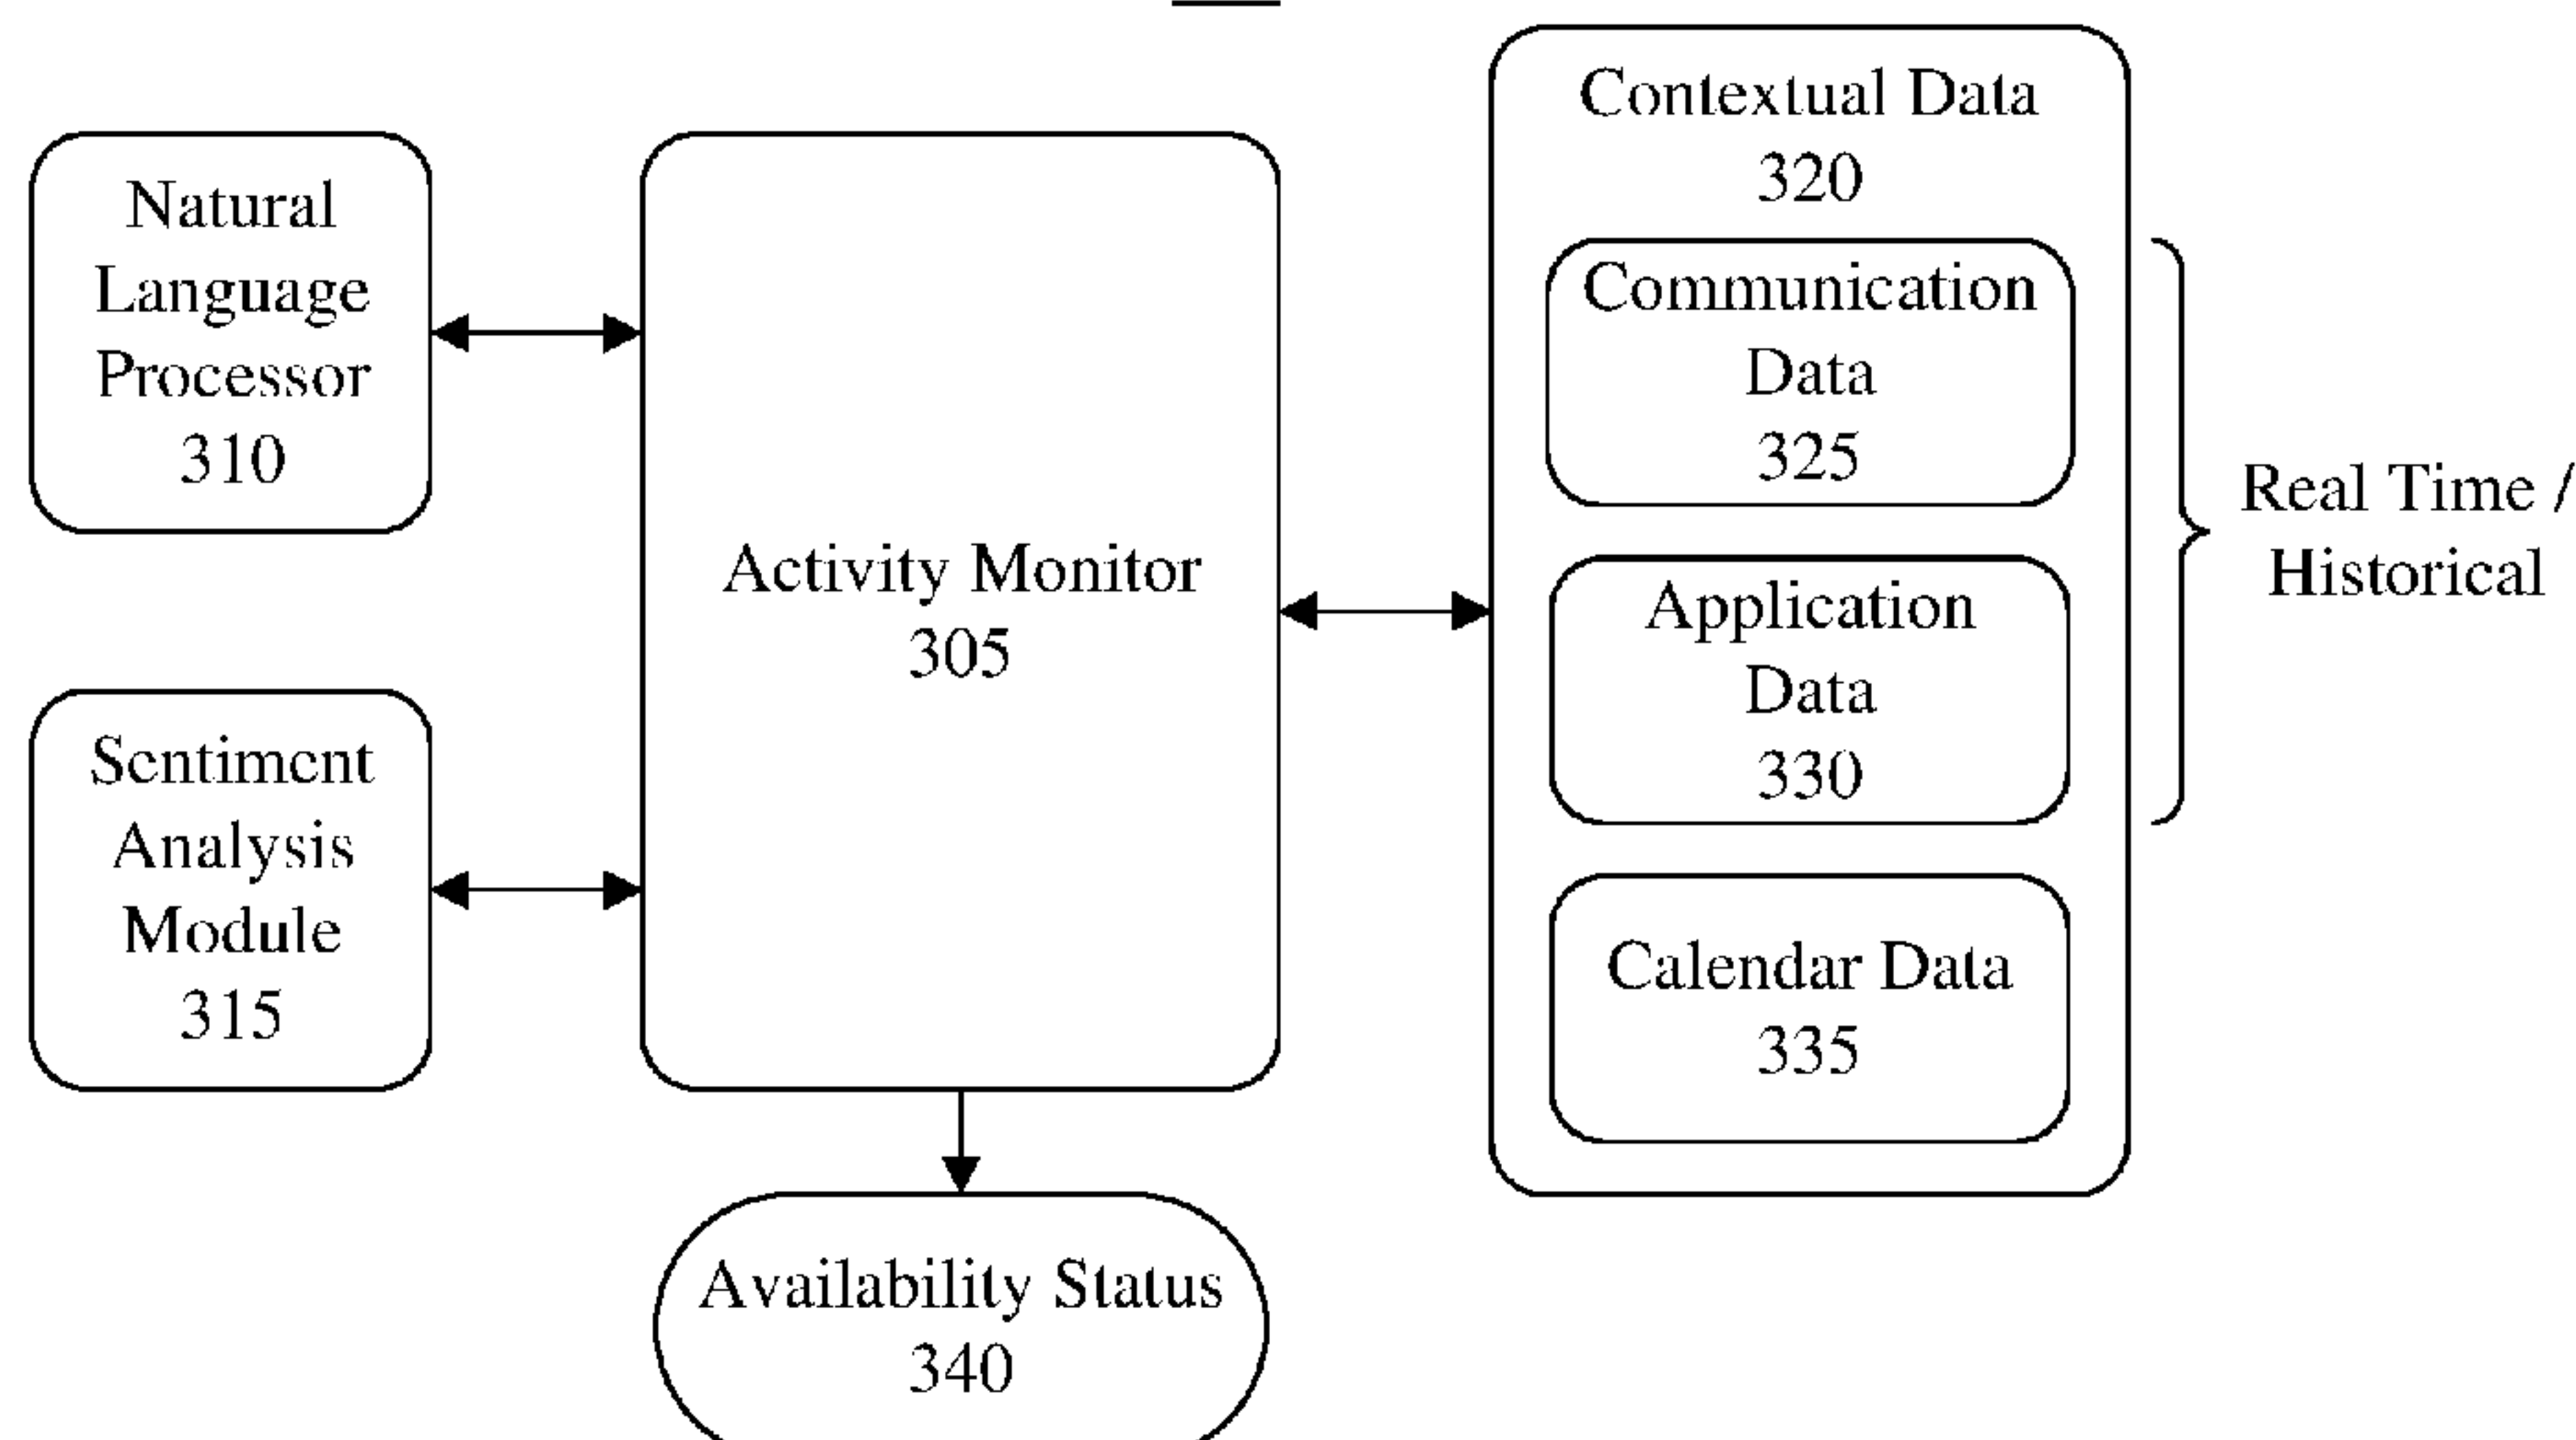 Natural
Language
Processor
310
Sentiment
Analysis
Module
315
Activity Monitor
305
Availability Status
340
Contextual Data
320
Communication
Data
325
Application
Data
330
Calendar Data
335
Real Time /
Historical